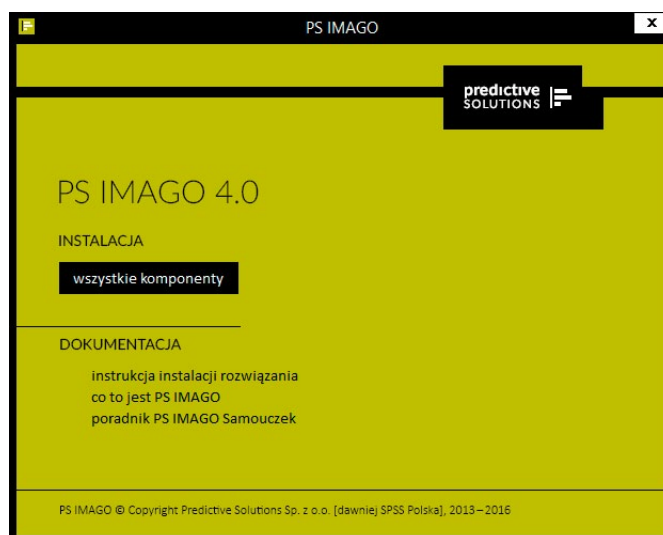 PS IMAGO
x
predictive
SOLUTIONS
PS IMAGO 4.0
INSTALACJA
wszystkie komponenty
DOKUMENTACJA
instrukcja instalacji rozwiązania
co to jest PS IMAGO
poradnik PS IMAGO Samouczek
PS IMAGO © Copyright Predictive Solutions Sp. z o.o. [dawniej SPSS Polska], 2013–2016